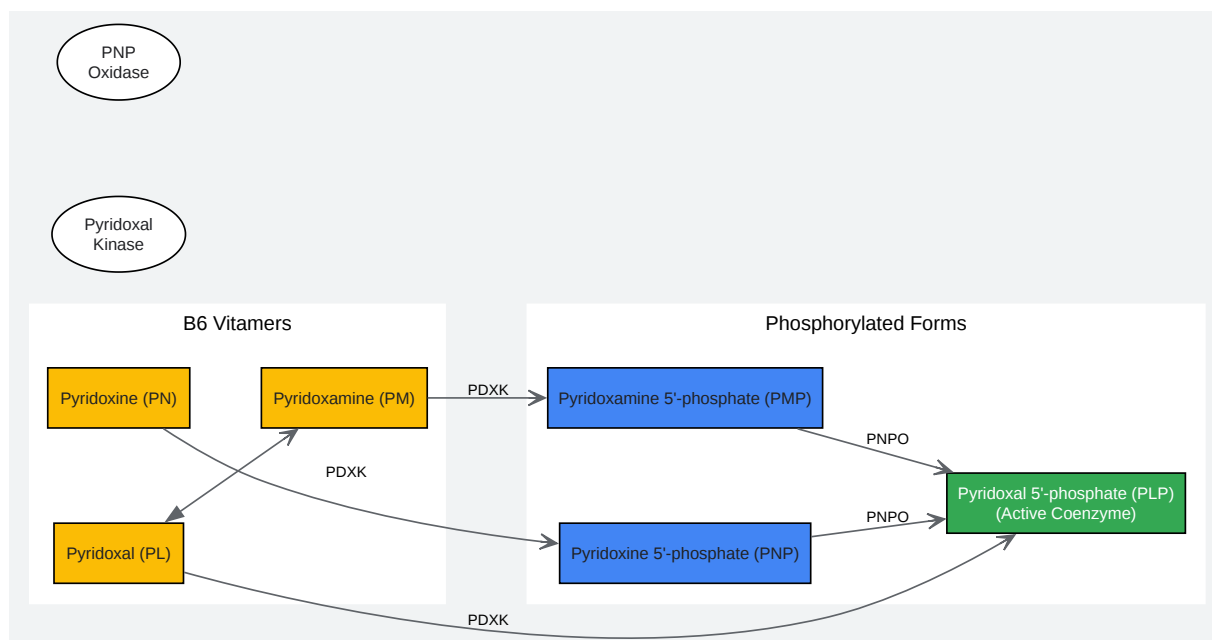 PNP
Oxidase
Pyridoxal
Kinase
B6 Vitamers
Phosphorylated Forms
Pyridoxine (PN)
Pyridoxamine (PM)
PDXK
Pyridoxamine 5'-phosphate (PMP)
PNPO
PDXK
Pyridoxal 5'-phosphate (PLP)
(Active Coenzyme)
PNPO
Pyridoxal (PL)
Pyridoxine 5'-phosphate (PNP)
PDXK